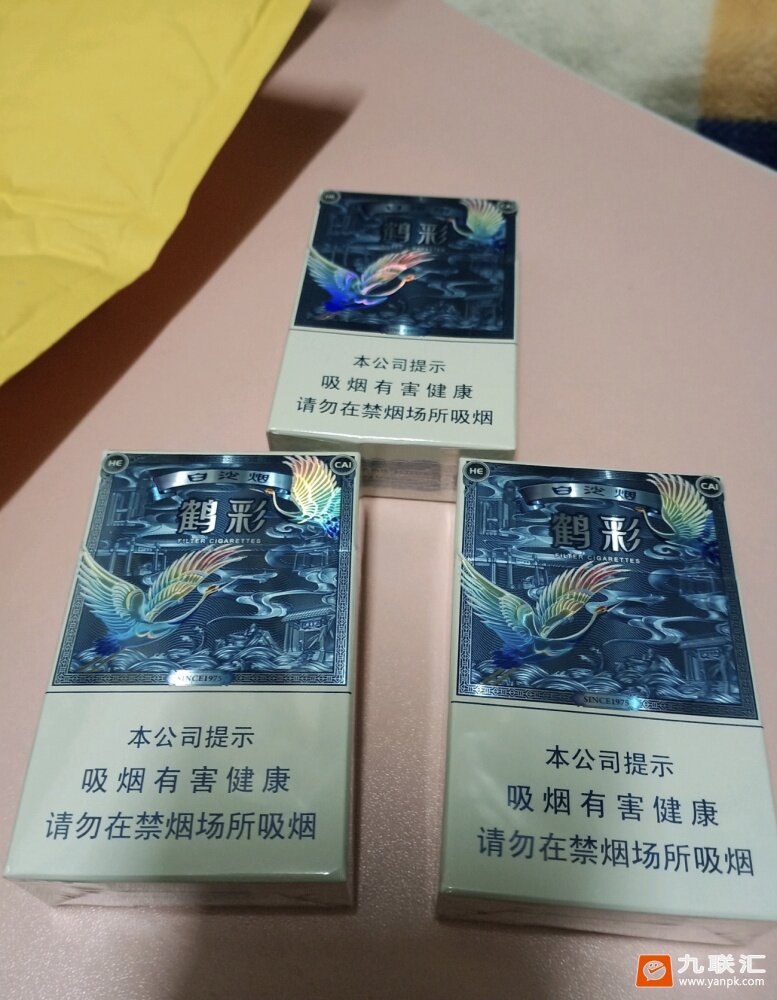 HE
CAI
鹤彩
本公司提示
吸烟有害健康
请勿在禁烟场所吸烟
HE
CAI
白沙烟
鹤彩
FILTER CIGARETTES
SINCE1975
本公司提示
吸烟有害健康
请勿在禁烟场所吸烟
HE
CAI
白沙烟
鹤彩
FILTER CIGARETTES
SINCE1975
本公司提示
吸烟有害健康
请勿在禁烟场所吸烟
九联汇
www.yanpk.com